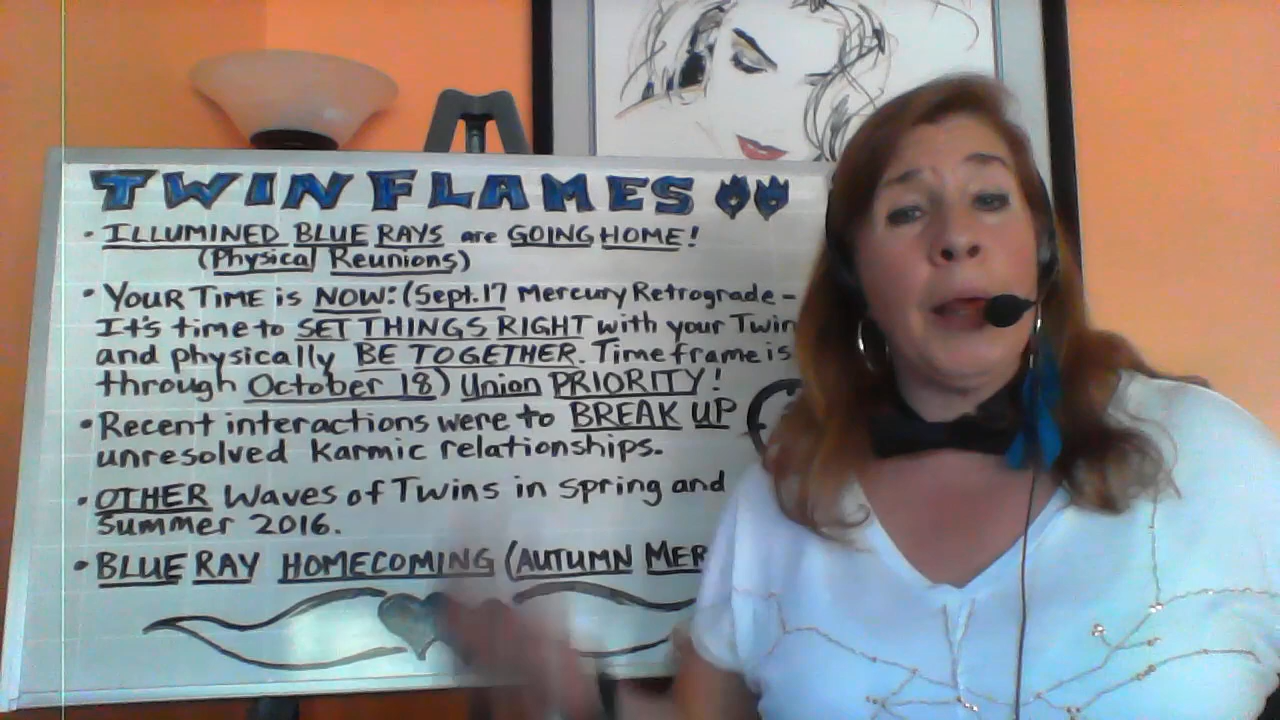 TWIN FLAMES
• ILLUMINED BLUE RAYS are GOING HOME!
(Physical Reunions)
• YOUR TIME is NOW: (Sept. 17 Mercury Retrograde –
It's time to SET THINGS RIGHT with your Twin
and physically BE TOGETHER. Timeframe is
through October 18) Union PRIORITY!
• Recent interactions were to BREAK UP
unresolved karmic relationships.
• OTHER Waves of Twins in Spring and
Summer 2016.
• BLUE RAY HOMECOMING (AUTUMN MER